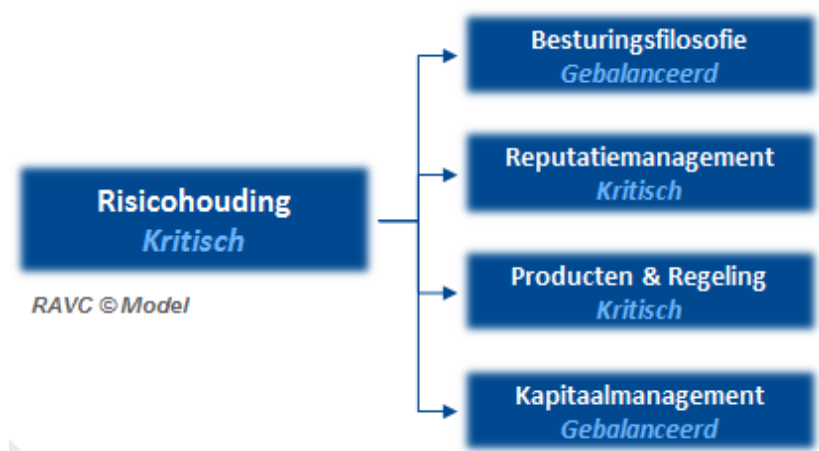 Besturingsfilosofie
Gebalanceerd
Reputatiemanagement
Kritisch
Risicohouding
Kritisch
Producten & Regeling
Kritisch
RAVC © Model
Kapitaalmanagement
Gebalanceerd